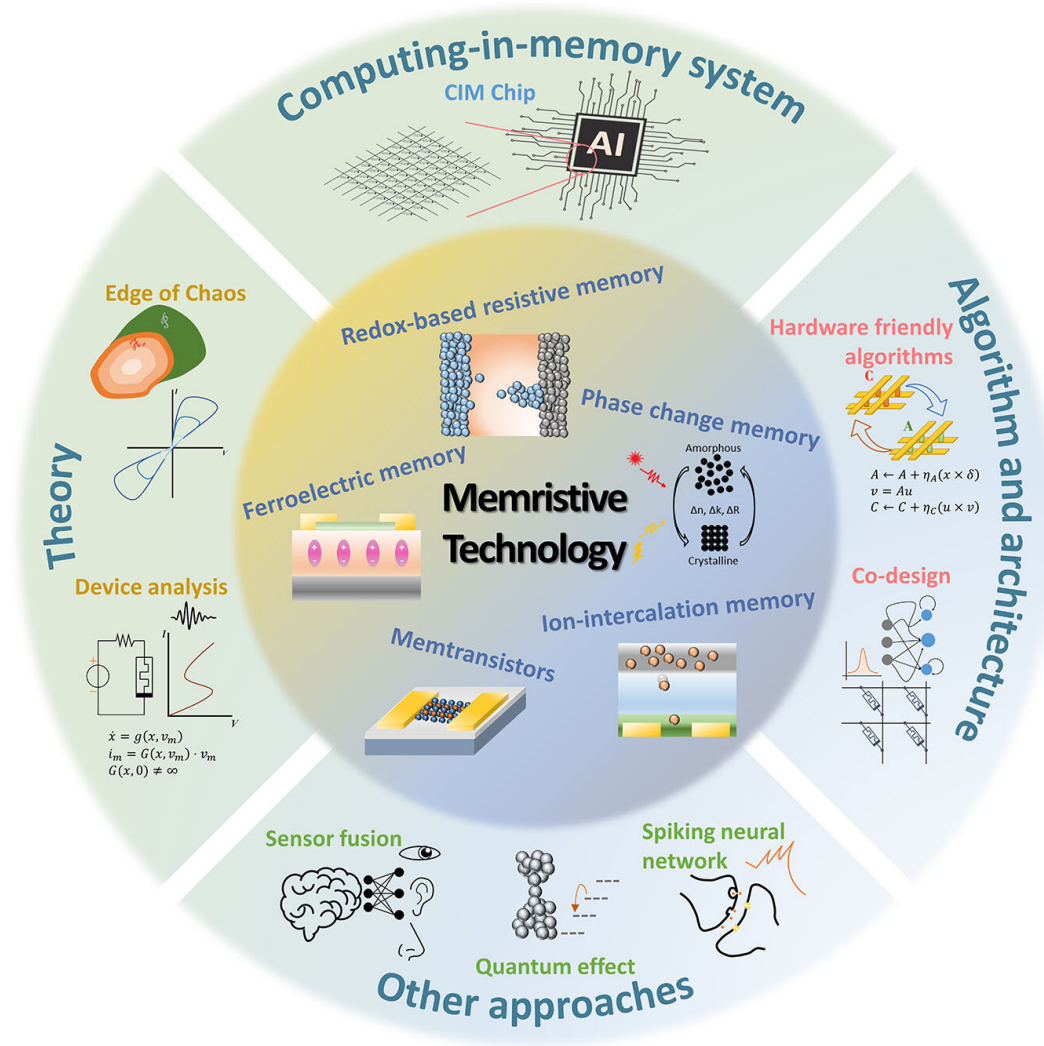 Computing-in-memory system
CIM Chip
AI
Theory
Edge of Chaos
I
V
Device analysis
+
−
I
V
ẋ = g(x, v_m)
i_m = G(x, v_m) · v_m
G(x, 0) ≠ ∞
Redox-based resistive memory
Phase change memory
Amorphous
Δn, Δk, ΔR
Crystalline
Ferroelectric memory
+ + + +
- - - -
Memristive
Technology
Ion-intercalation memory
Memtransistors
Algorithm and architecture
Hardware friendly
algorithms
C
A
A ← A + η_A(x × δ)
v = Au
C ← C + η_C(u × v)
Co-design
Sensor fusion
Quantum effect
Spiking neural
network
Other approaches